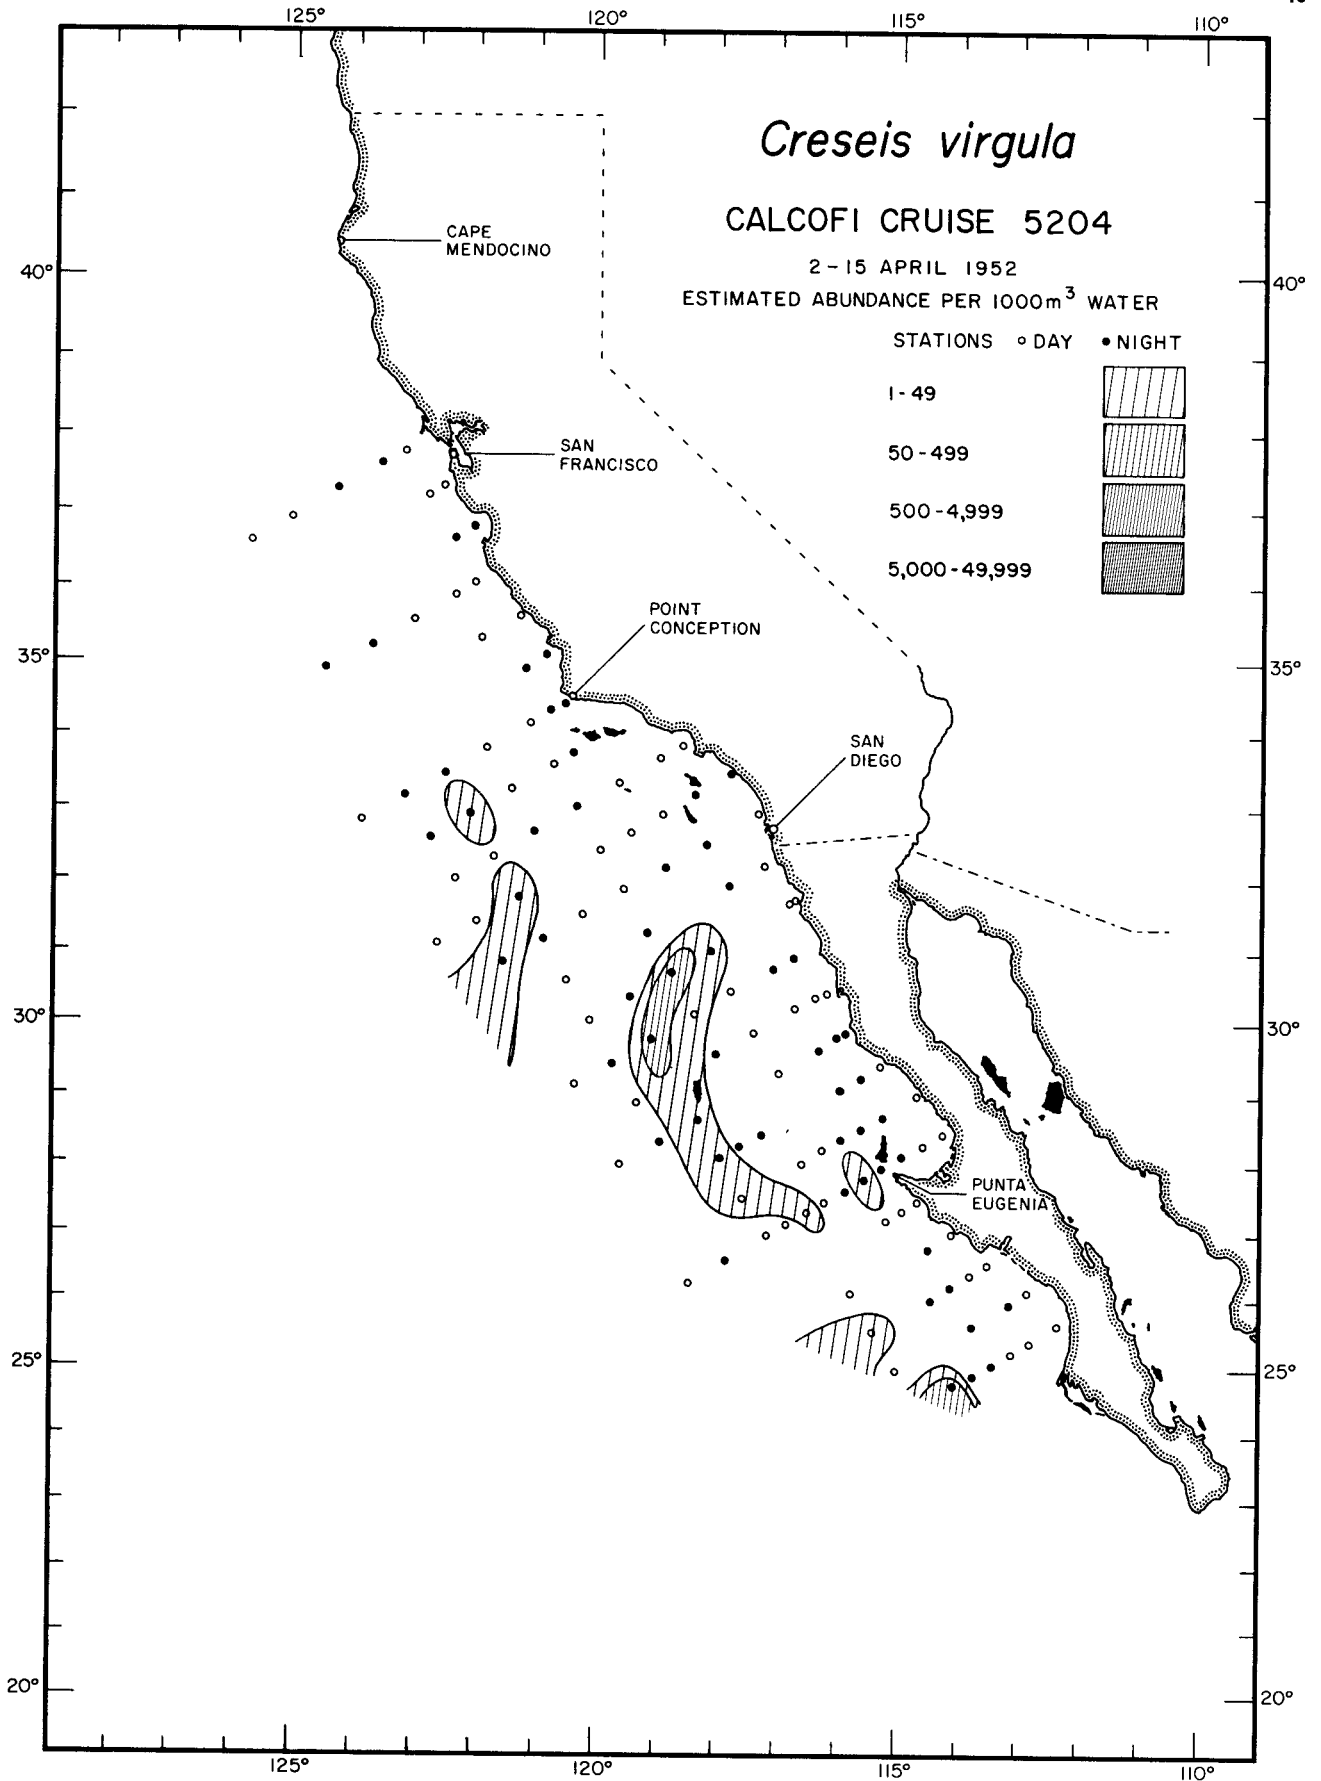 125°
120°
115°
110°
Creseis virgula
CALCOFI CRUISE 5204
2-15 APRIL 1952
ESTIMATED ABUNDANCE PER 1000m³ WATER
STATIONS ○ DAY ● NIGHT
1-49
50-499
500-4,999
5,000-49,999
CAPE
MENDOCINO
40°
40°
SAN
FRANCISCO
POINT
CONCEPTION
35°
35°
SAN
DIEGO
30°
30°
PUNTA
EUGENIA
25°
25°
20°
20°
125°
120°
115°
110°